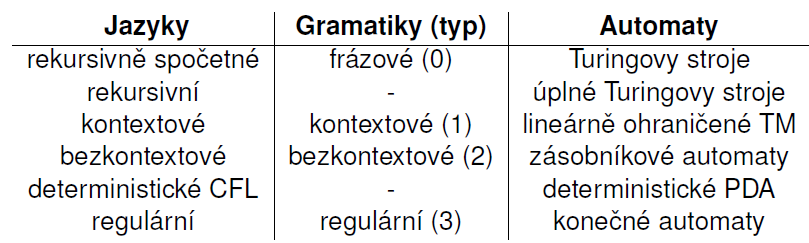 Jazyky Gramatiky (typ) Automaty
rekursivně spočetné frázové (0) Turingovy stroje
rekursivní - úplné Turingovy stroje
kontextové kontextové (1) lineárně ohraničené TM
bezkontextové bezkontextové (2) zásobníkové automaty
deterministické CFL - deterministické PDA
regulární regulární (3) konečné automaty